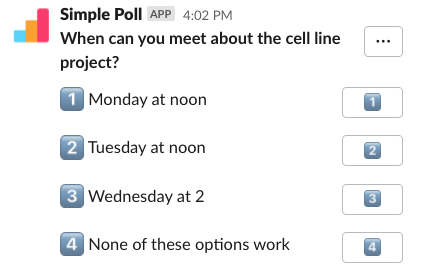 Simple Poll APP 4:02 PM
When can you meet about the cell line
project?
...
1 Monday at noon 1
2 Tuesday at noon 2
3 Wednesday at 2 3
4 None of these options work 4